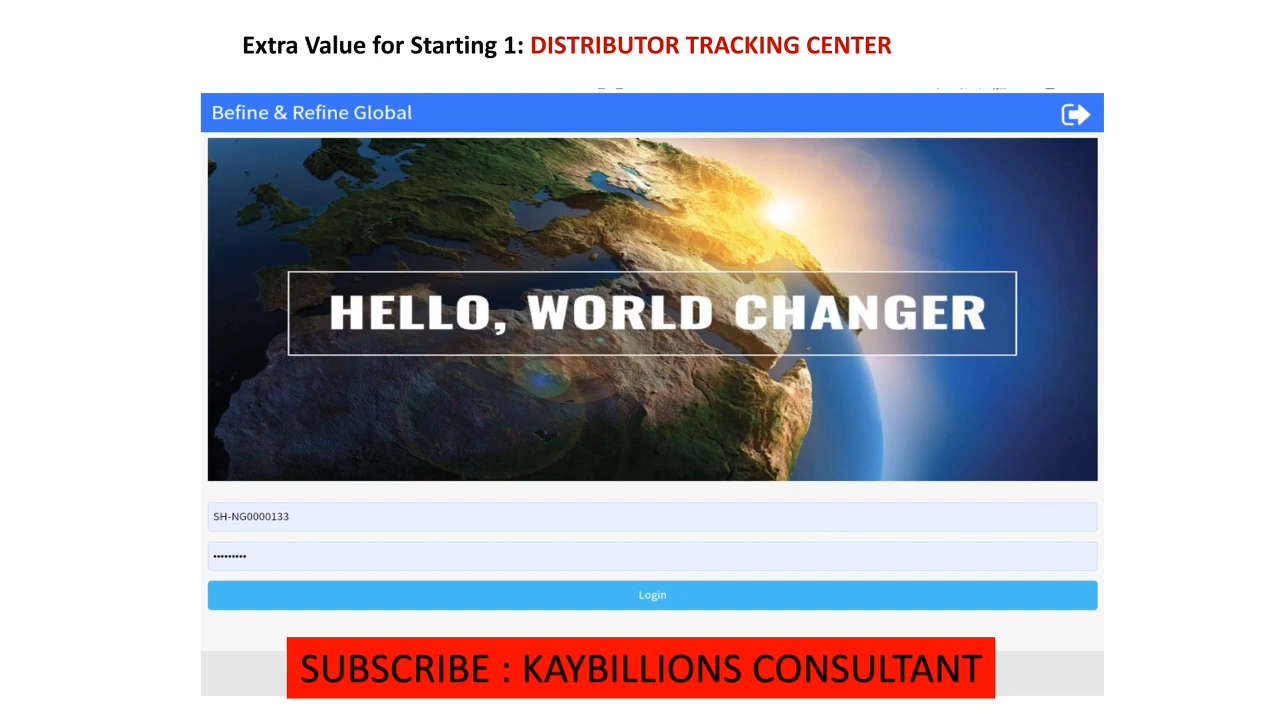 Extra Value for Starting 1: DISTRIBUTOR TRACKING CENTER
Befine & Refine Global
HELLO, WORLD CHANGER
SH-NG0000133
•••••••••
Login
SUBSCRIBE : KAYBILLIONS CONSULTANT